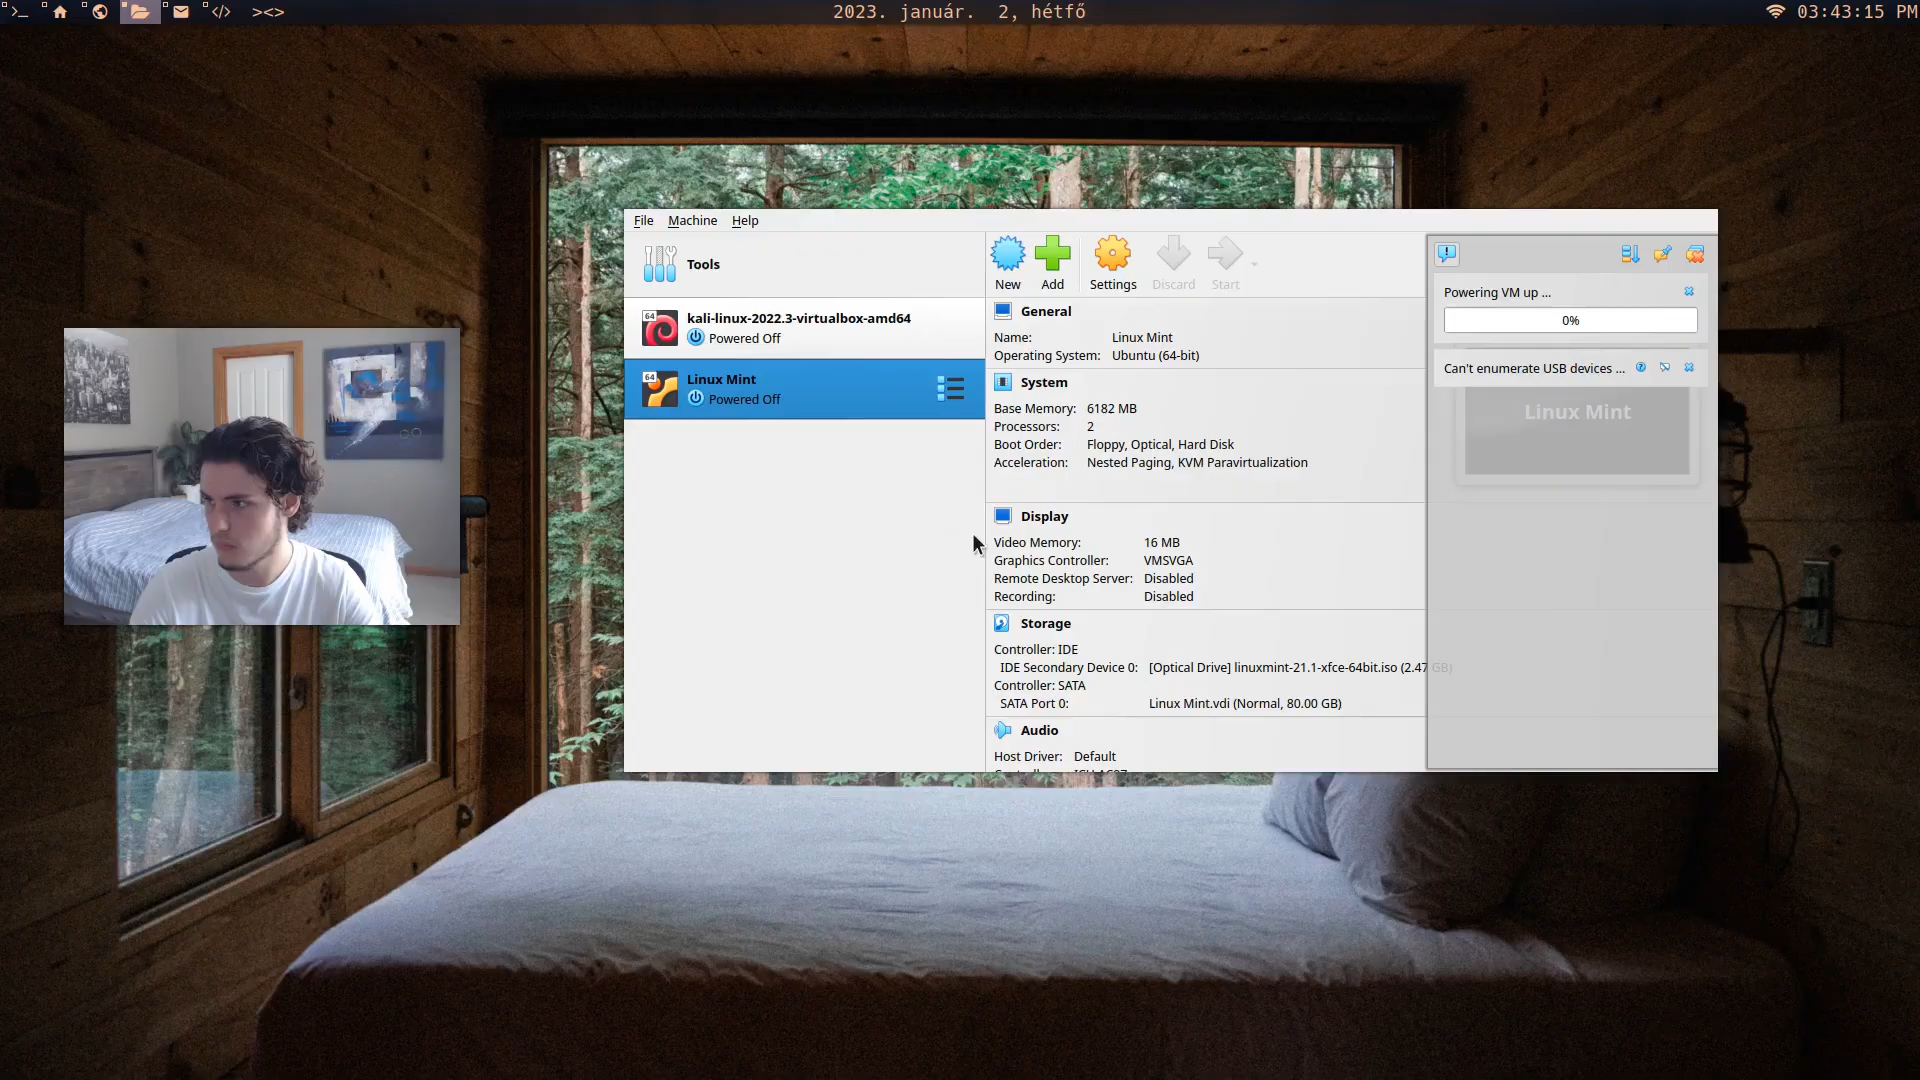 >_
</>
><>
2023. január.  2, hétfő
03:43:15 PM
File Machine Help
Tools
New Add Settings Discard Start
64
kali-linux-2022.3-virtualbox-amd64
Powered Off
64
Linux Mint
Powered Off
General
Name: Linux Mint
Operating System: Ubuntu (64-bit)
System
Base Memory: 6182 MB
Processors: 2
Boot Order: Floppy, Optical, Hard Disk
Acceleration: Nested Paging, KVM Paravirtualization
Display
Video Memory: 16 MB
Graphics Controller: VMSVGA
Remote Desktop Server: Disabled
Recording: Disabled
Storage
Controller: IDE
IDE Secondary Device 0: [Optical Drive] linuxmint-21.1-xfce-64bit.iso (2.47 GB)
Controller: SATA
SATA Port 0: Linux Mint.vdi (Normal, 80.00 GB)
Audio
Host Driver: Default
Powering VM up ...
0%
Can't enumerate USB devices ...
Linux Mint